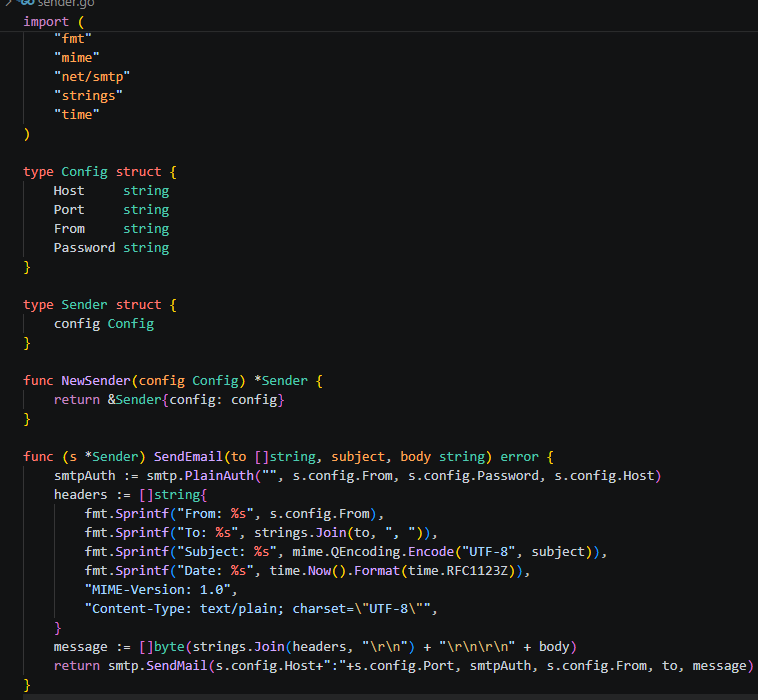 sender.go
import (
    "fmt"
    "mime"
    "net/smtp"
    "strings"
    "time"
)
type Config struct {
    Host     string
    Port     string
    From     string
    Password string
}
type Sender struct {
    config Config
}
func NewSender(config Config) *Sender {
    return &Sender{config: config}
}
func (s *Sender) SendEmail(to []string, subject, body string) error {
    smtpAuth := smtp.PlainAuth("", s.config.From, s.config.Password, s.config.Host)
    headers := []string{
        fmt.Sprintf("From: %s", s.config.From),
        fmt.Sprintf("To: %s", strings.Join(to, ", ")),
        fmt.Sprintf("Subject: %s", mime.QEncoding.Encode("UTF-8", subject)),
        fmt.Sprintf("Date: %s", time.Now().Format(time.RFC1123Z)),
        "MIME-Version: 1.0",
        "Content-Type: text/plain; charset=\"UTF-8\"",
    }
    message := []byte(strings.Join(headers, "\r\n") + "\r\n\r\n" + body)
    return smtp.SendMail(s.config.Host+":"+s.config.Port, smtpAuth, s.config.From, to, message)
}